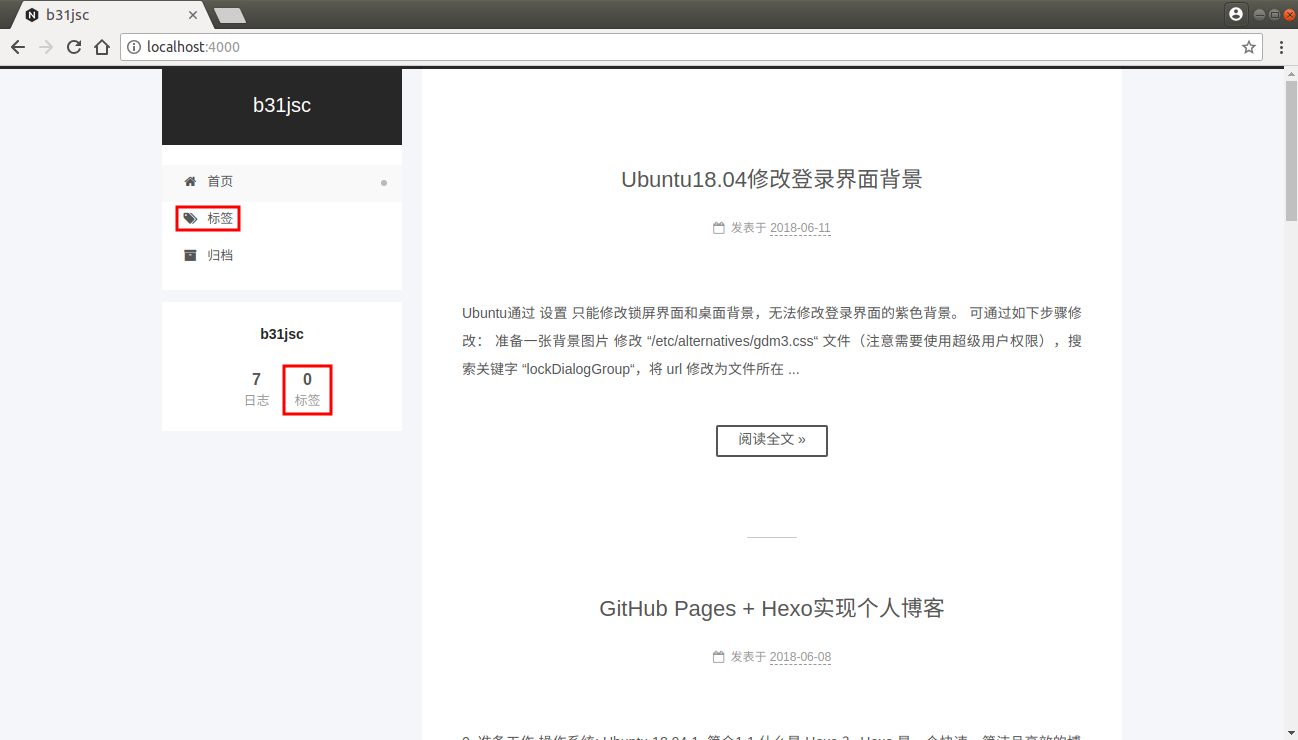 b31jsc
localhost:4000
b31jsc
首页
标签
归档
b31jsc
7
日志
0
标签
Ubuntu18.04修改登录界面背景
发表于 2018-06-11
Ubuntu通过 设置 只能修改锁屏界面和桌面背景，无法修改登录界面的紫色背景。 可通过如下步骤修
改： 准备一张背景图片 修改 “/etc/alternatives/gdm3.css“ 文件（注意需要使用超级用户权限），搜
索关键字 “lockDialogGroup“，将 url 修改为文件所在 ...
阅读全文 »
GitHub Pages + Hexo实现个人博客
发表于 2018-06-08